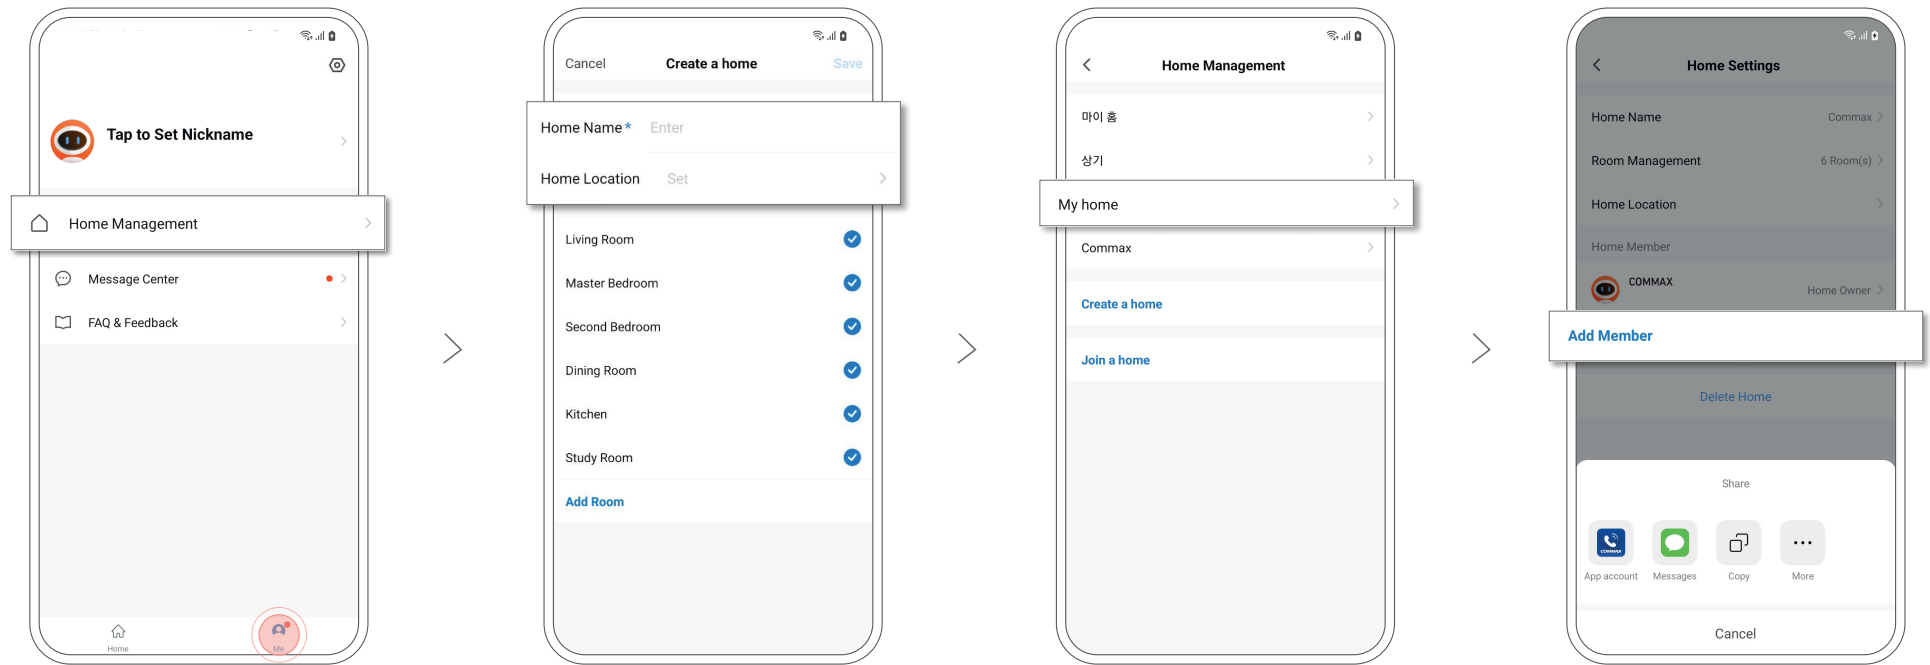 Tap to Set Nickname
Home Management
Message Center
FAQ & Feedback
Home
Me
Cancel
Create a home
Save
Home Name* Enter
Home Location Set
Living Room
Master Bedroom
Second Bedroom
Dining Room
Kitchen
Study Room
Add Room
Home Management
마이 홈
상기
My home
Commax
Create a home
Join a home
Home Settings
Home Name Commax
Room Management 6 Room(s)
Home Location
Home Member
COMMAX
Home Owner
Add Member
Delete Home
Share
COMMAX
App account
Messages
Copy
More
Cancel